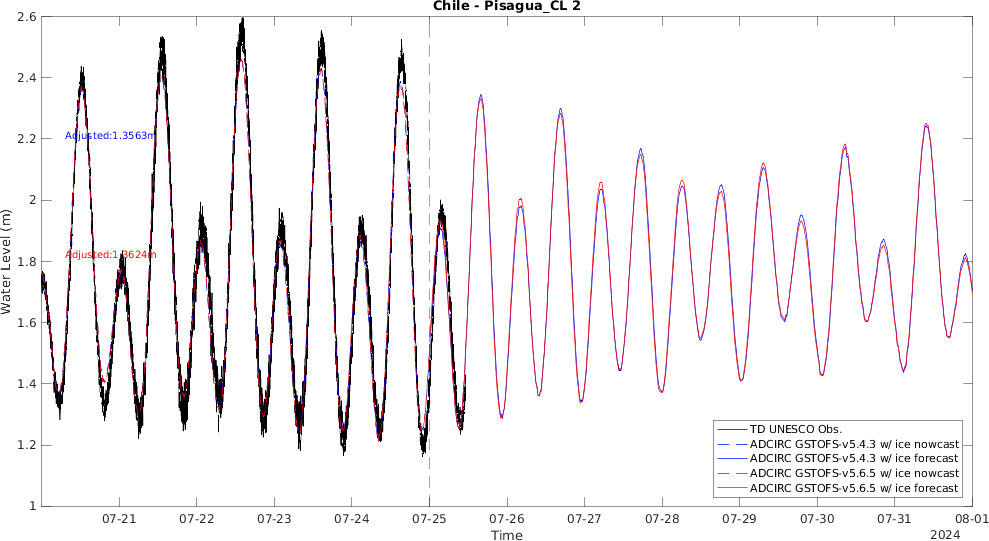 Chile - Pisagua_CL 2
2.6
2.4
2.2
2
1.8
1.6
1.4
1.2
1
Water Level (m)
Adjusted:1.3563m
Adjusted:1.3624m
TD UNESCO Obs.
ADCIRC GSTOFS-v5.4.3 w/ ice nowcast
ADCIRC GSTOFS-v5.4.3 w/ ice forecast
ADCIRC GSTOFS-v5.6.5 w/ ice nowcast
ADCIRC GSTOFS-v5.6.5 w/ ice forecast
07-21 07-22 07-23 07-24 07-25 07-26 07-27 07-28 07-29 07-30 07-31 08-01
Time
2024